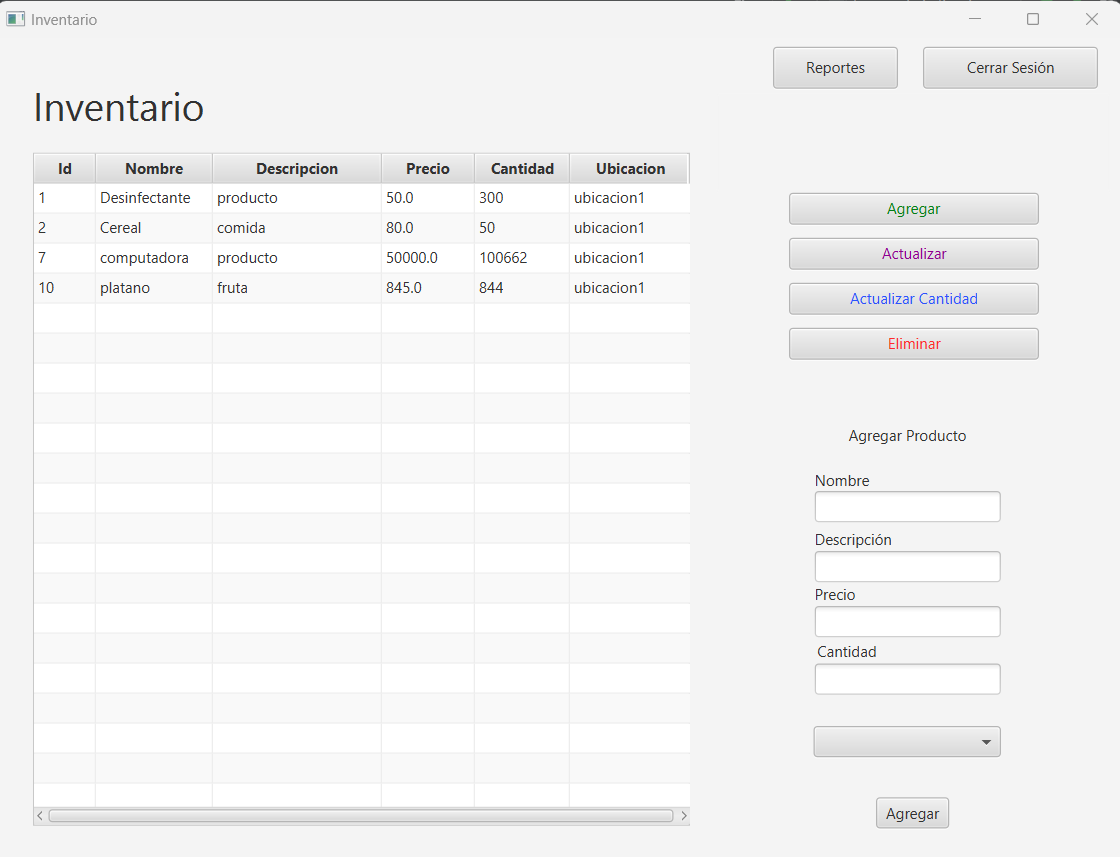 Inventario
Reportes Cerrar Sesión
Inventario
Id Nombre Descripcion Precio Cantidad Ubicacion
1 Desinfectante producto 50.0 300 ubicacion1
2 Cereal comida 80.0 50 ubicacion1
7 computadora producto 50000.0 100662 ubicacion1
10 platano fruta 845.0 844 ubicacion1
Agregar
Actualizar
Actualizar Cantidad
Eliminar
Agregar Producto
Nombre
Descripción
Precio
Cantidad
Agregar